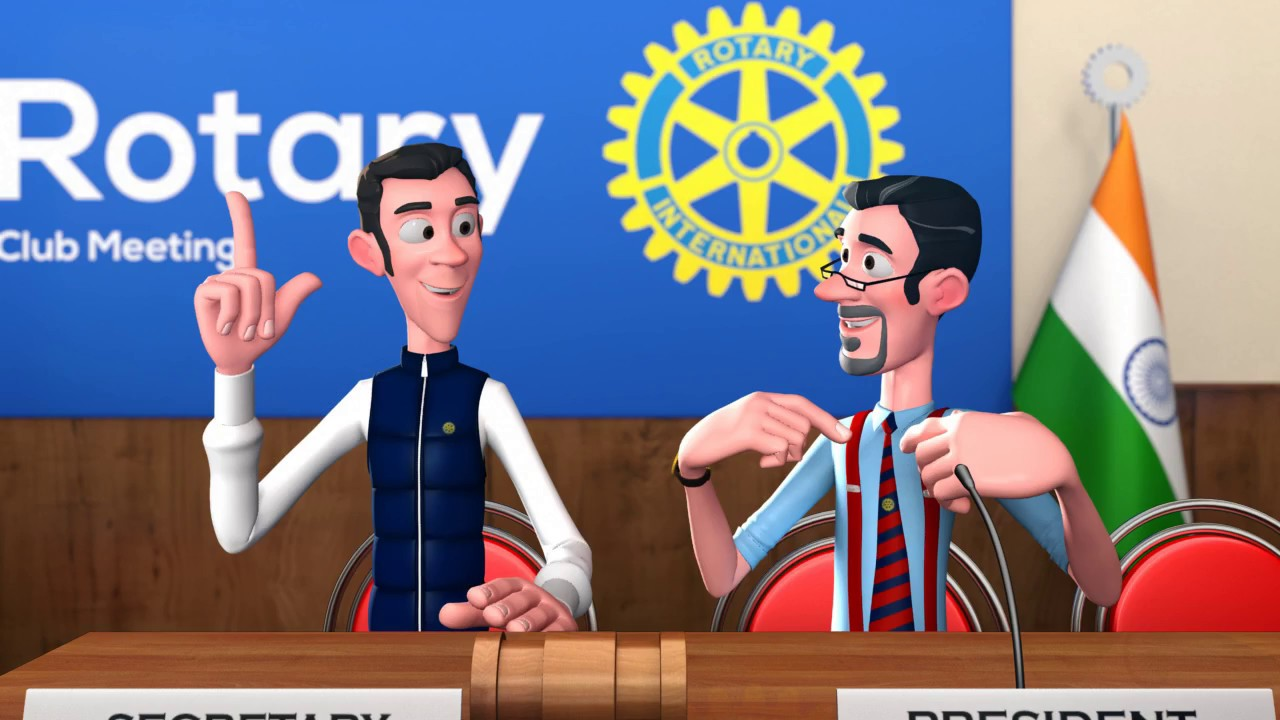 Rotary
Club Meeting
ROTARY
INTERNATIONAL
SECRETARY
PRESIDENT